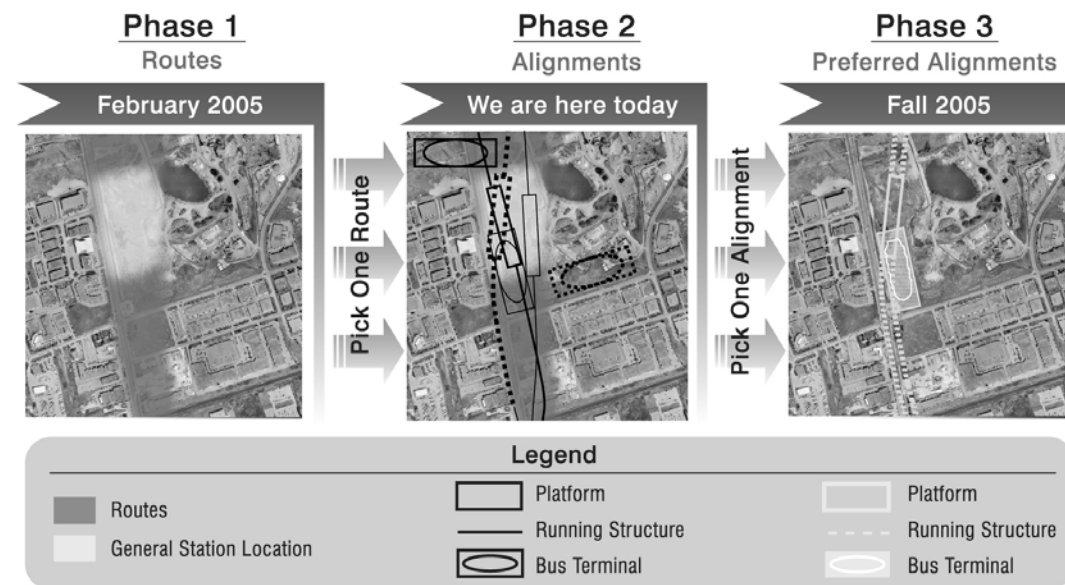 Phase 1
Routes
February 2005
Pick One Route
Phase 2
Alignments
We are here today
Pick One Alignment
Phase 3
Preferred Alignments
Fall 2005
Legend
Routes
General Station Location
Platform
Running Structure
Bus Terminal
Platform
Running Structure
Bus Terminal